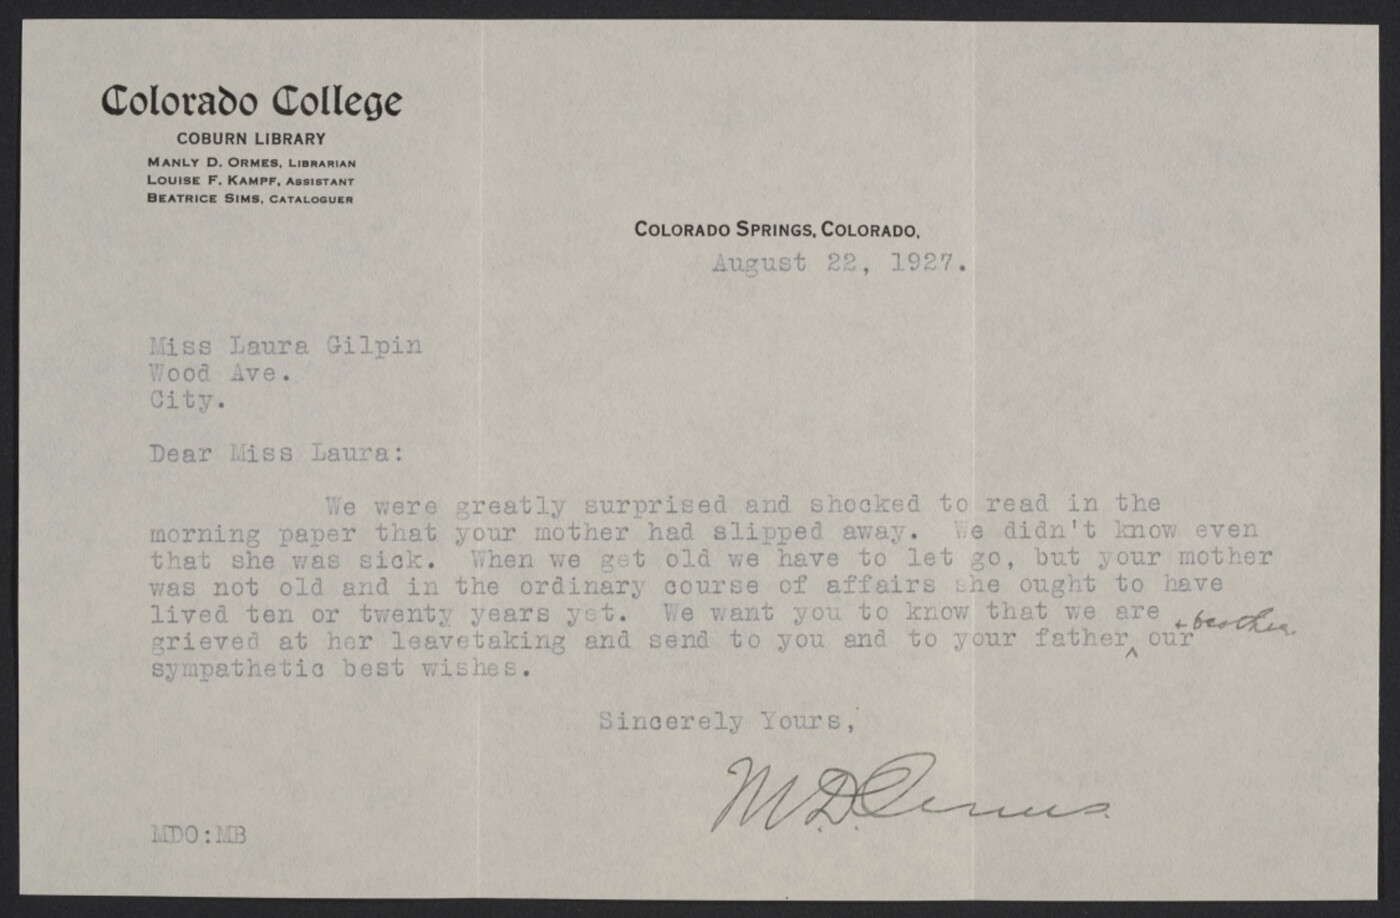 Colorado College
COBURN LIBRARY
MANLY D. ORMES, LIBRARIAN
LOUISE F. KAMPF, ASSISTANT
BEATRICE SIMS, CATALOGUER
COLORADO SPRINGS, COLORADO,
August 22, 1927.
Miss Laura Gilpin
Wood Ave.
City.
Dear Miss Laura:
We were greatly surprised and shocked to read in the
morning paper that your mother had slipped away. We didn't know even
that she was sick. When we get old we have to let go, but your mother
was not old and in the ordinary course of affairs she ought to have
lived ten or twenty years yet. We want you to know that we are
+ brother
grieved at her leavetaking and send to you and to your father^ our
sympathetic best wishes.
Sincerely Yours,
M.D. Ormes.
MDO:MB